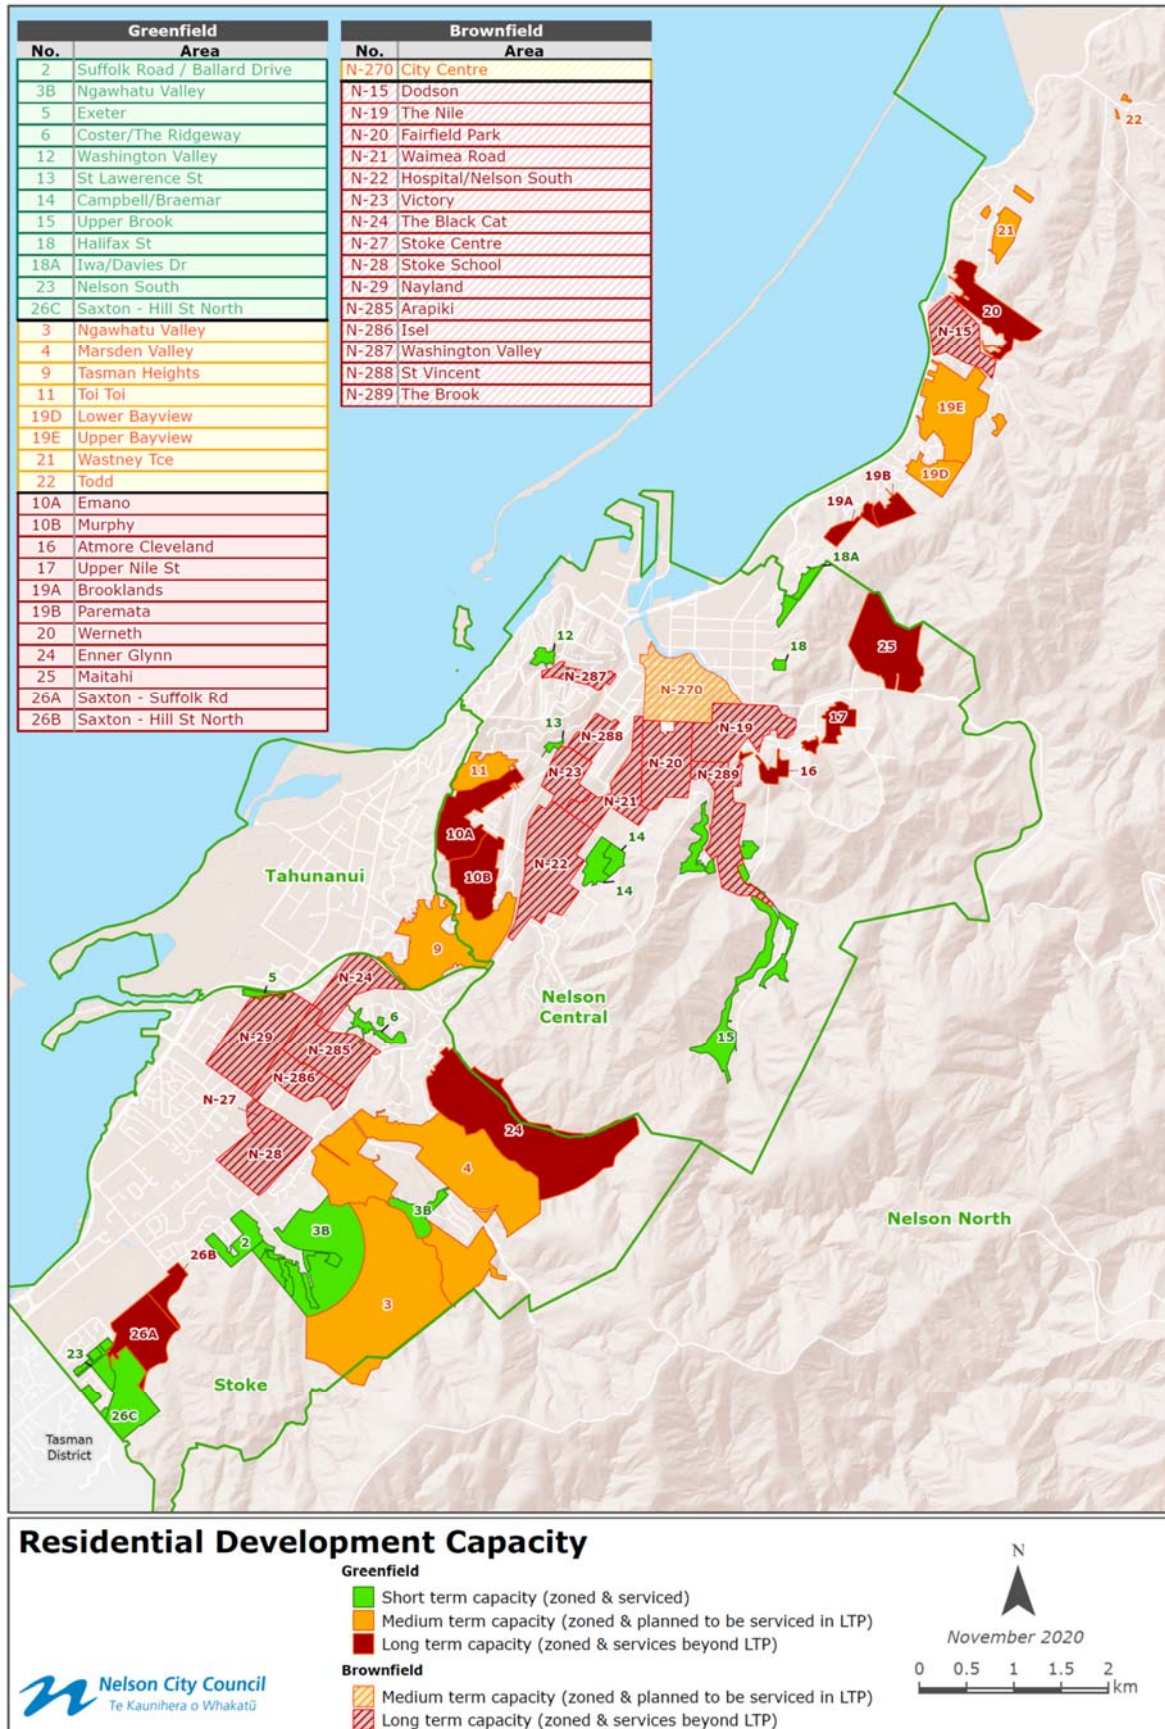 Greenfield
No. Area
2 Suffolk Road / Ballard Drive
3B Ngawhatu Valley
5 Exeter
6 Coster/The Ridgeway
12 Washington Valley
13 St Lawerence St
14 Campbell/Braemar
15 Upper Brook
18 Halifax St
18A Iwa/Davies Dr
23 Nelson South
26C Saxton - Hill St North
3 Ngawhatu Valley
4 Marsden Valley
9 Tasman Heights
11 Toi Toi
19D Lower Bayview
19E Upper Bayview
21 Wastney Tce
22 Todd
10A Emano
10B Murphy
16 Atmore Cleveland
17 Upper Nile St
19A Brooklands
19B Paremata
20 Werneth
24 Enner Glynn
25 Maitahi
26A Saxton - Suffolk Rd
26B Saxton - Hill St North
Brownfield
No. Area
N-270 City Centre
N-15 Dodson
N-19 The Nile
N-20 Fairfield Park
N-21 Waimea Road
N-22 Hospital/Nelson South
N-23 Victory
N-24 The Black Cat
N-27 Stoke Centre
N-28 Stoke School
N-29 Nayland
N-285 Arapiki
N-286 Isel
N-287 Washington Valley
N-288 St Vincent
N-289 The Brook
22
21
20
N-15
19E
19D
19B
19A
18A
12
18
25
N-287
N-270
13
N-288
N-19
17
11
N-23
N-20
N-289
16
N-21
10A
14
N-22
Tahunanui
10B
14
9
5
N-24
Nelson
Central
6
15
N-29
N-285
N-286
N-27
24
N-28
4
3B
3B
Nelson North
2
26B
3
26A
23
Stoke
26C
Tasman
District
Residential Development Capacity
Greenfield
Short term capacity (zoned & serviced)
Medium term capacity (zoned & planned to be serviced in LTP)
Long term capacity (zoned & services beyond LTP)
Brownfield
Medium term capacity (zoned & planned to be serviced in LTP)
Long term capacity (zoned & services beyond LTP)
Nelson City Council
Te Kaunihera o Whakatū
N
November 2020
0 0.5 1 1.5 2
km